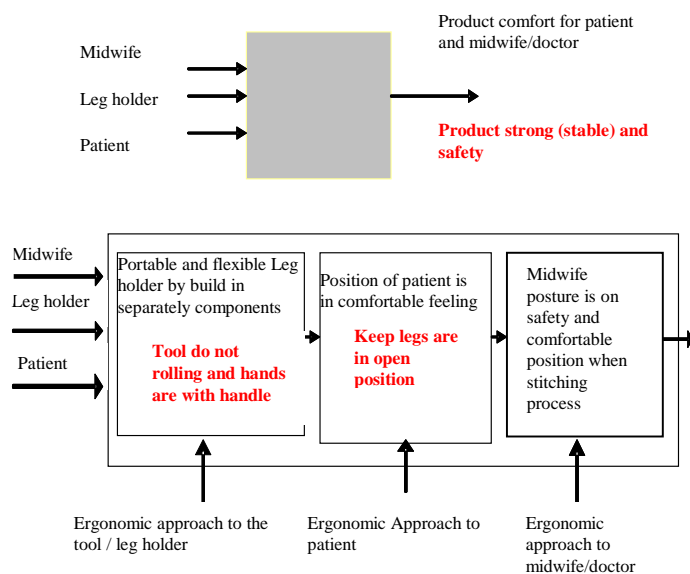 Product comfort for patient
and midwife/doctor
Midwife
Leg holder
Patient
Product strong (stable) and
safety
Midwife
Leg holder
Patient
Portable and flexible Leg
holder by build in
separately components
Tool do not
rolling and hands
are with handle
Position of patient is
in comfortable feeling
Keep legs are
in open
position
Midwife
posture is on
safety and
comfortable
position when
stitching
process
Ergonomic approach to the
tool / leg holder
Ergonomic Approach to
patient
Ergonomic
approach to
midwife/doctor